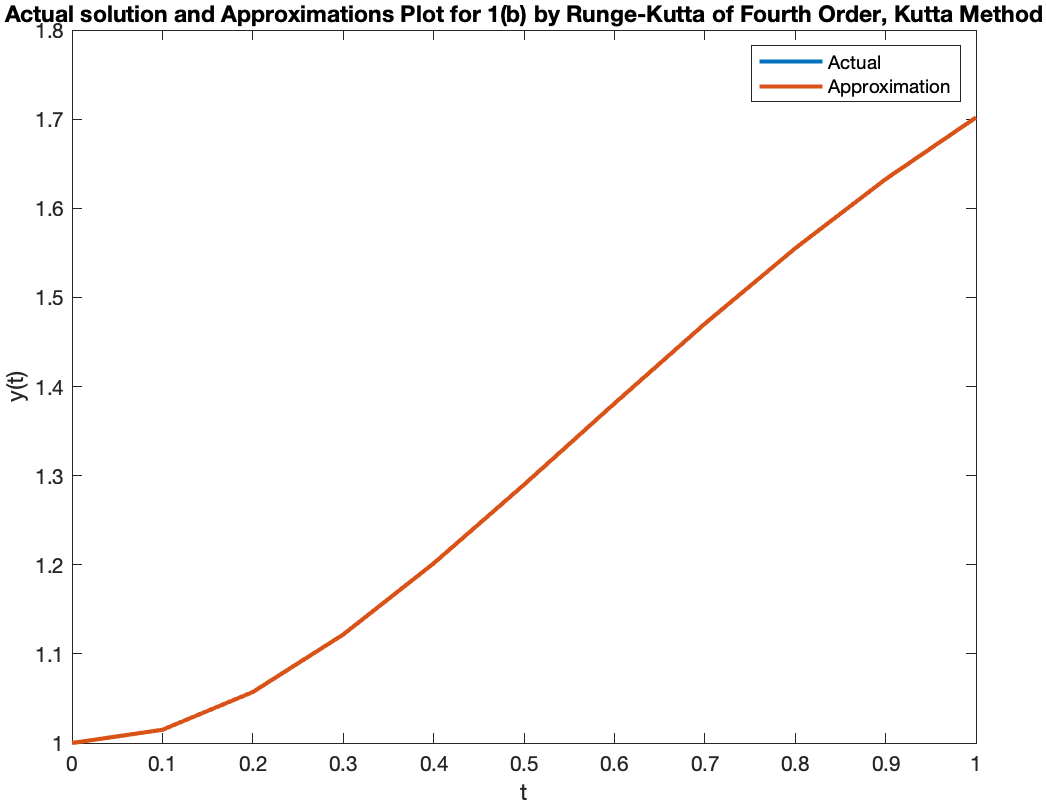 Actual solution and Approximations Plot for 1(b) by Runge-Kutta of Fourth Order, Kutta Method
1.8
Actual
Approximation
1.7
1.6
1.5
1.4
y(t)
1.3
1.2
1.1
1
0 0.1 0.2 0.3 0.4 0.5 0.6 0.7 0.8 0.9 1
t